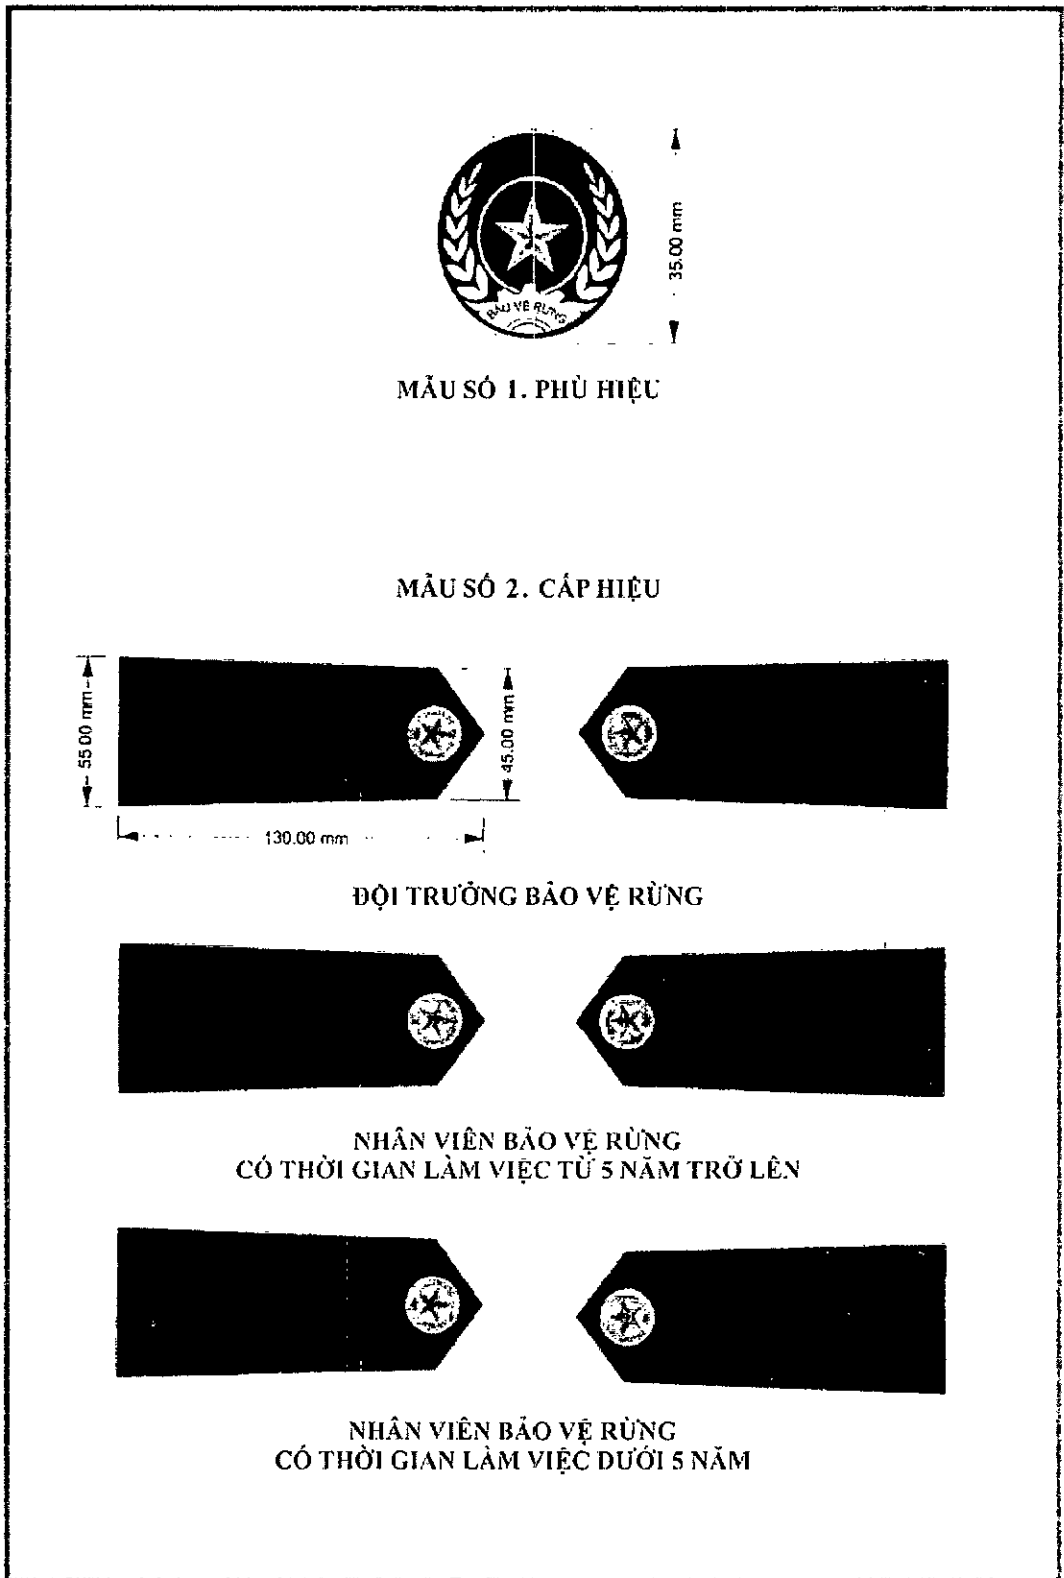 35.00 mm
BẢO VỆ RỪNG
MẪU SỐ 1. PHÙ HIỆU
MẪU SỐ 2. CẤP HIỆU
55.00 mm
45.00 mm
130.00 mm
ĐỘI TRƯỞNG BẢO VỆ RỪNG
NHÂN VIÊN BẢO VỆ RỪNG
CÓ THỜI GIAN LÀM VIỆC TỪ 5 NĂM TRỞ LÊN
NHÂN VIÊN BẢO VỆ RỪNG
CÓ THỜI GIAN LÀM VIỆC DƯỚI 5 NĂM